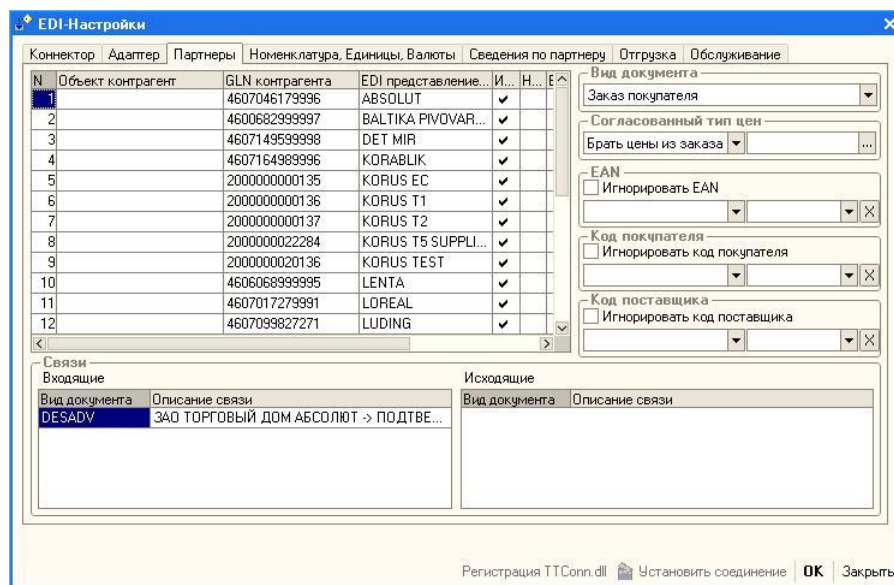 EDI-Настройки
Коннектор Адаптер Партнеры Номенклатура, Единицы, Валюты Сведения по партнеру Отгрузка Обслуживание
N Объект контрагент GLN контрагента EDI представление... И... Н... Е
1 4607046179996 ABSOLUT
2 4600682999997 BALTIKA PIVOVAR...
3 4607149599998 DET MIR
4 4607164989996 KORABLIK
5 2000000000135 KORUS EC
6 2000000000136 KORUS T1
7 2000000000137 KORUS T2
8 2000000022284 KORUS T5 SUPPLI...
9 2000000020136 KORUS TEST
10 4606068999995 LENTA
11 4607017279991 LOREAL
12 4607099827271 LUDING
Вид документа
Заказ покупателя
Согласованный тип цен
Брать цены из заказа ...
EAN
Игнорировать EAN
X
Код покупателя
Игнорировать код покупателя
X
Код поставщика
Игнорировать код поставщика
X
Связи
Входящие
Вид документа Описание связи
DESADV ЗАО ТОРГОВЫЙ ДОМ АБСОЛЮТ -> ПОДТВЕ...
Исходящие
Вид документа Описание связи
Регистрация TTConn.dll Установить соединение OK Закрыть